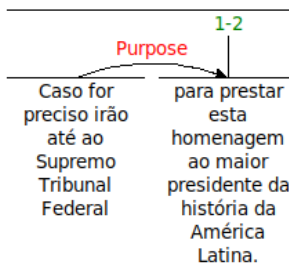 1-2
Purpose
Caso for
preciso irão
até ao
Supremo
Tribunal
Federal
para prestar
esta
homenagem
ao maior
presidente da
história da
América
Latina.